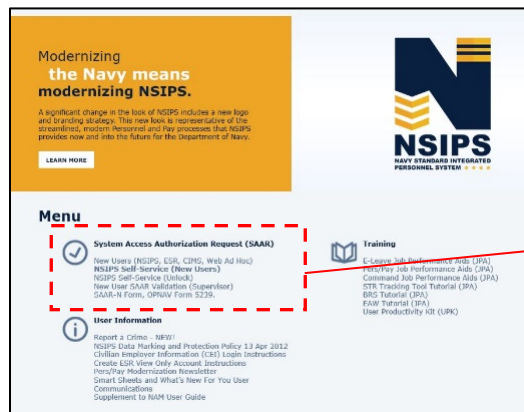 Modernizing
the Navy means
modernizing NSIPS.
A significant change in the look of NSIPS includes a new logo
and branding strategy. This new look is representative of the
streamlined, modern Personnel and Pay processes that NSIPS
provides now and into the future for the Department of Navy.
LEARN MORE
NSIPS
NAVY STANDARD INTEGRATED
PERSONNEL SYSTEM
Menu
System Access Authorization Request (SAAR)
New Users (NSIPS, ESR, CIMS, Web Ad Hoc)
NSIPS Self-Service (New Users)
NSIPS Self-Service (Unlock)
New User SAAR Validation (Supervisor)
SAAR-N Form, OPNAV Form 5239.
User Information
Report a Crime - NEW!
NSIPS Data Marking and Protection Policy 13 Apr 2012
Civilian Employer Information (CEI) Login Instructions
Create ESR View Only Account Instructions
Pers/Pay Modernization Newsletter
Smart Sheets and What's New For You User
Communications
Supplement to NAM User Guide
Training
E-Leave Job Performance Aids (JPA)
Pers/Pay Job Performance Aids (JPA)
Command Job Performance Aids (JPA)
STR Tracking Tool Tutorial (JPA)
BRS Tutorial (JPA)
EAW Tutorial (JPA)
User Productivity Kit (UPK)